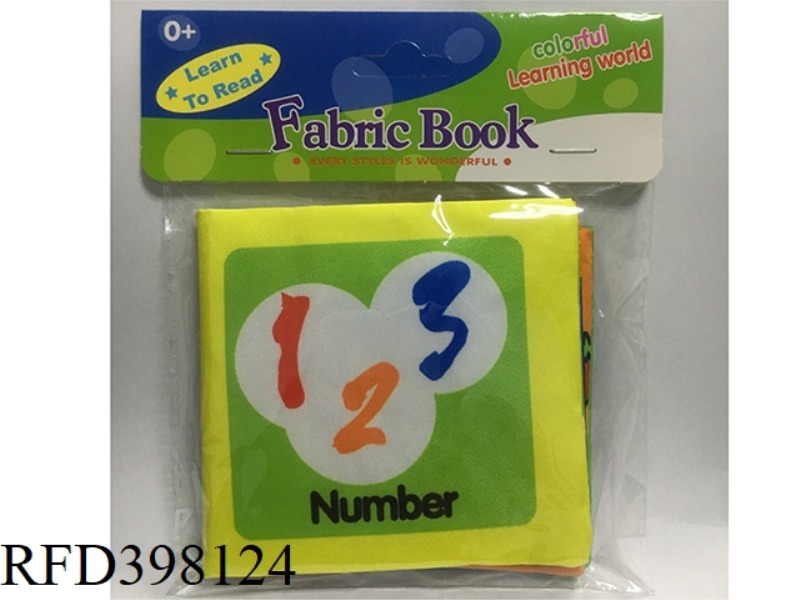 0+
Learn
To Read
colorful
Learning world
Fabric Book
EVERY STYLES IS WONDERFUL
1 2 3
Number
RFD398124